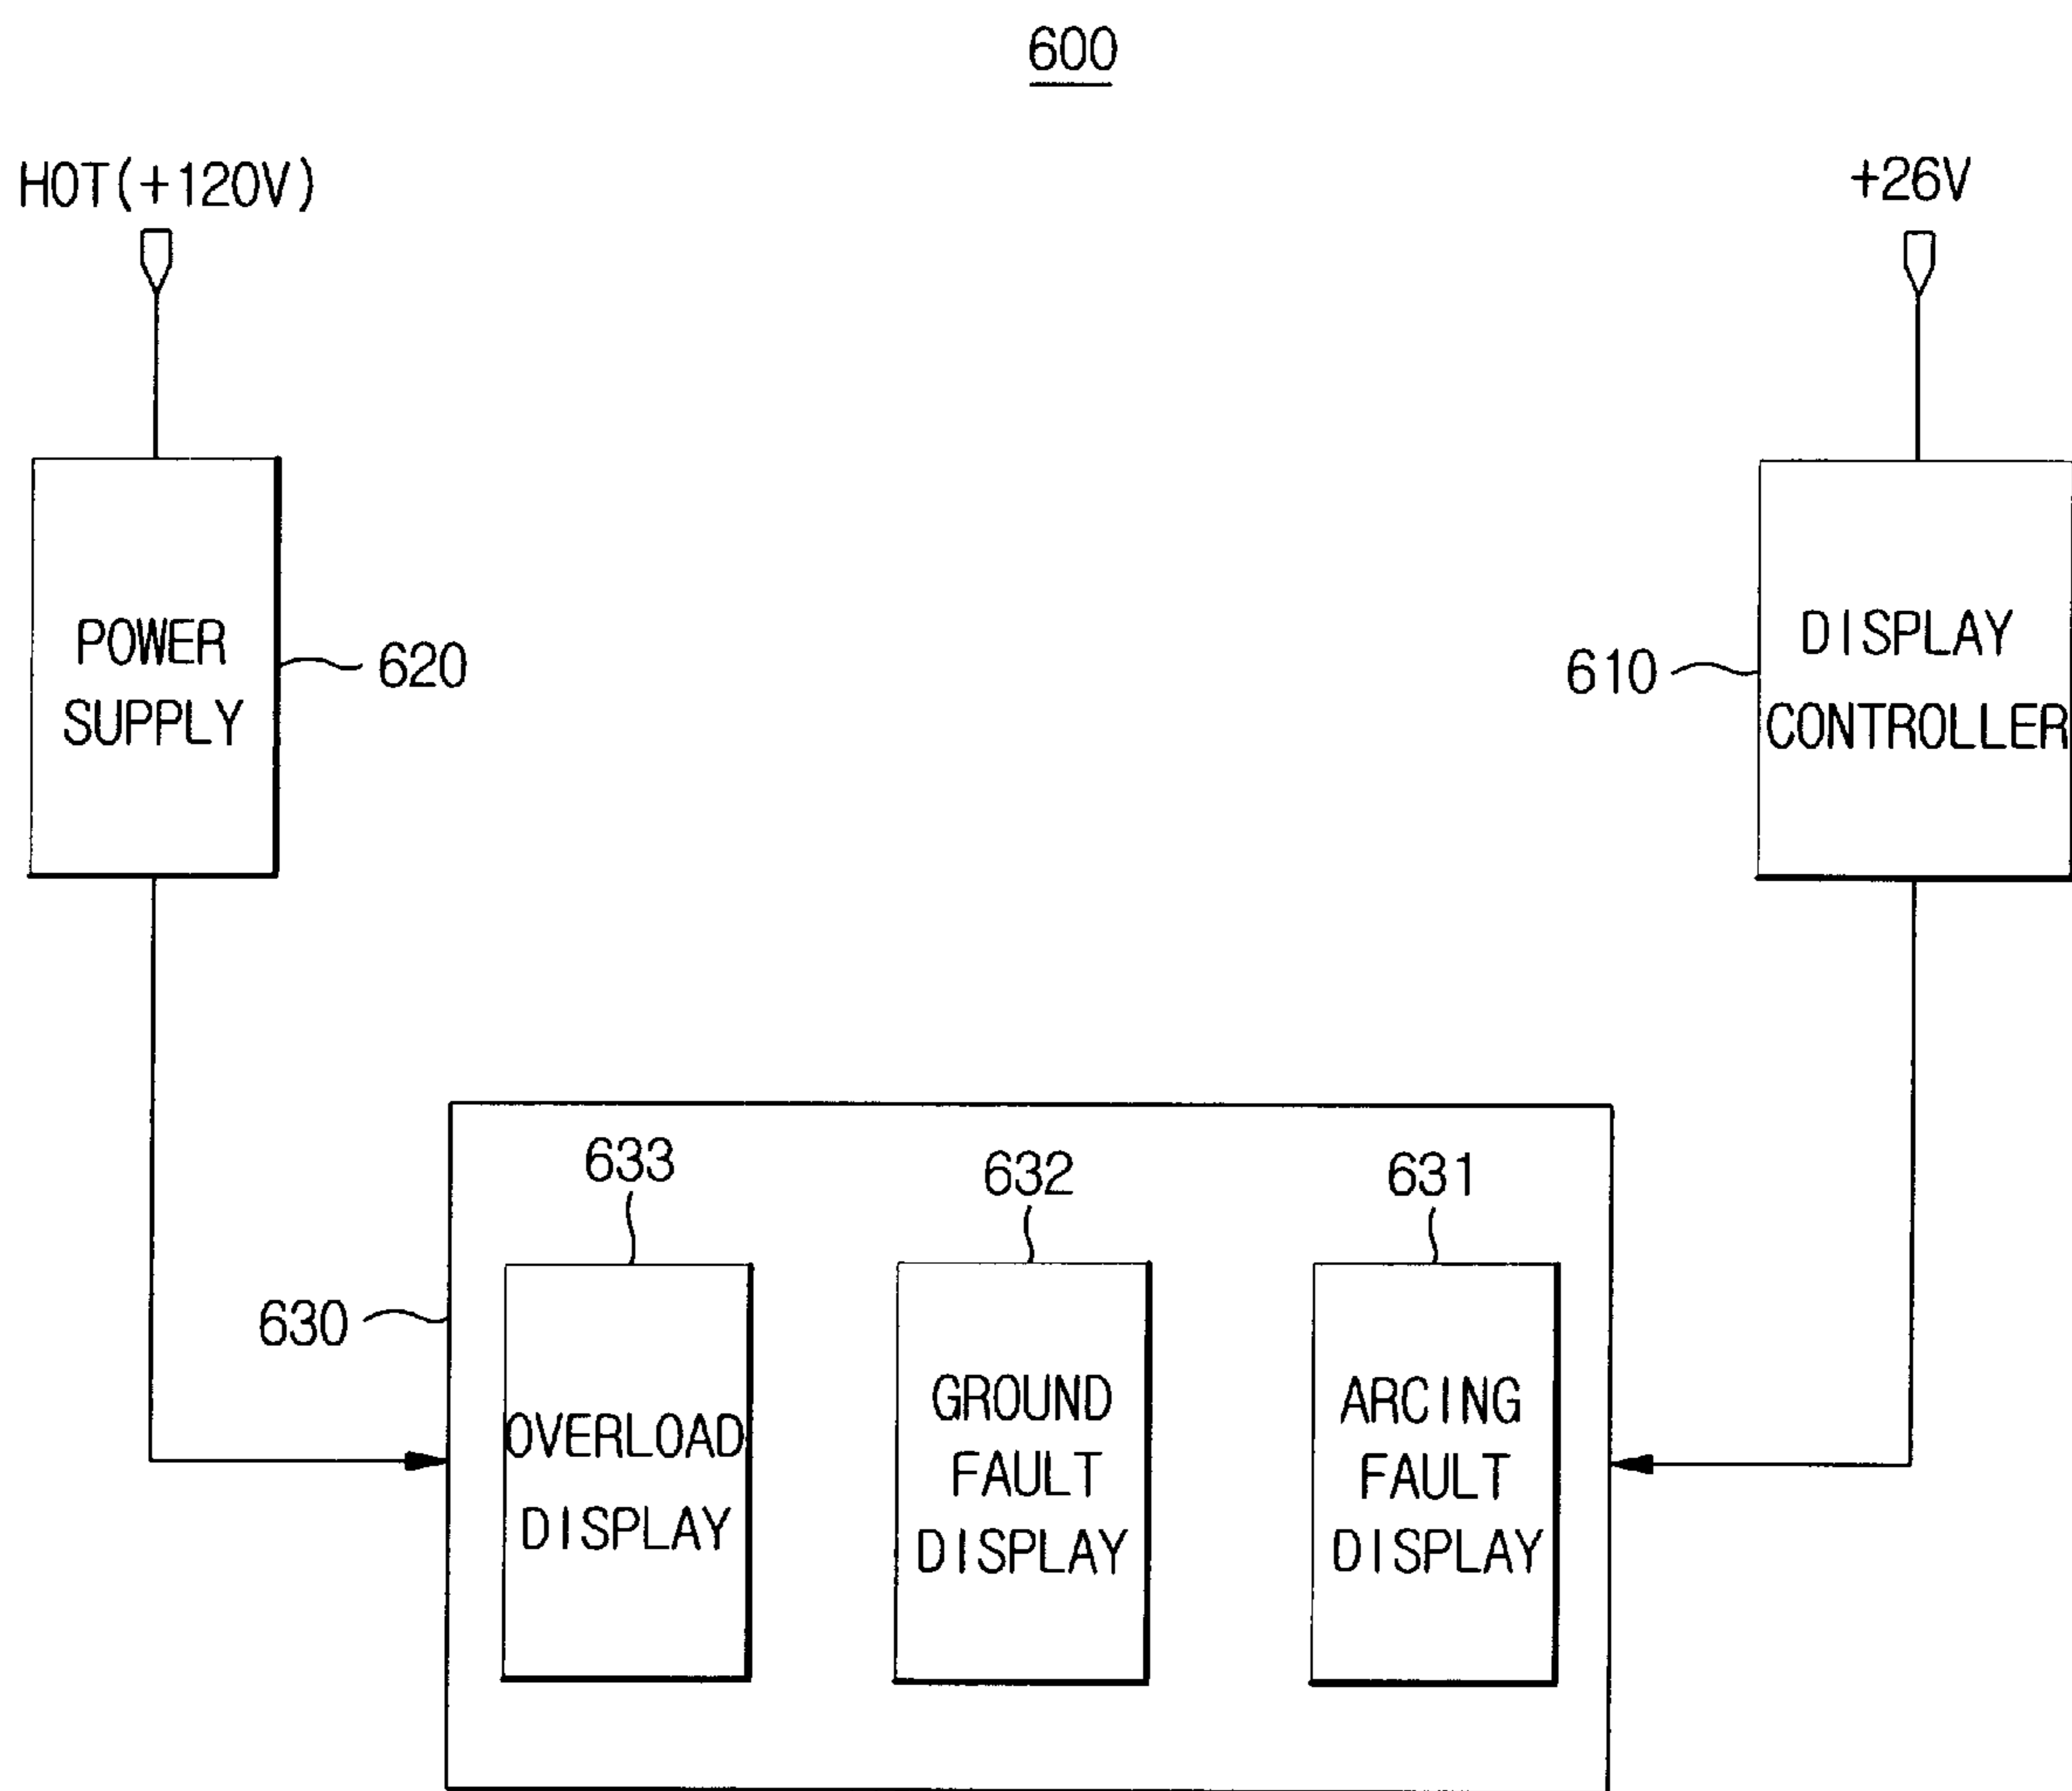 600
HOT(+120V)
+26V
POWER
SUPPLY
620
610
DISPLAY
CONTROLLER
630
633
632
631
OVERLOAD
DISPLAY
GROUND
FAULT
DISPLAY
ARCING
FAULT
DISPLAY